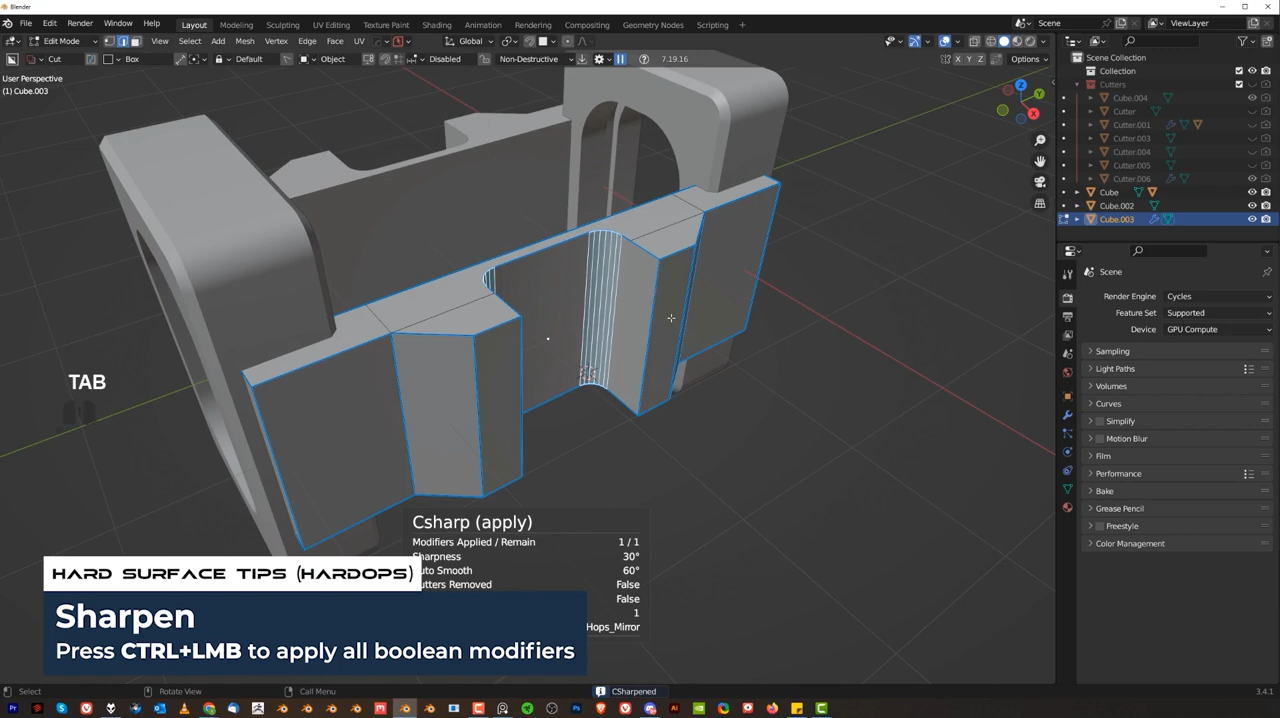 Blender
File Edit Render Window Help
Layout Modeling Sculpting UV Editing Texture Paint Shading Animation Rendering Compositing Geometry Nodes Scripting +
Scene ViewLayer
Edit Mode View Select Add Mesh Vertex Edge Face UV Global
Cut Box Default Object Disabled Non-Destructive 7.19.16 X Y Z Options
User Perspective
(1) Cube.003
Z
Y
X
Scene Collection
Collection
Cutters
Cube.004
Cutter
Cutter.001
Cutter.003
Cutter.004
Cutter.005
Cutter.006
Cube
Cube.002
Cube.003
Scene
Render Engine Cycles
Feature Set Supported
Device GPU Compute
Sampling
Light Paths
Volumes
Curves
Simplify
Motion Blur
Film
Performance
Bake
Grease Pencil
Freestyle
Color Management
TAB
Csharp (apply)
Modifiers Applied / Remain 1 / 1
Sharpness 30°
uto Smooth 60°
utters Removed False
False
1
Hops_Mirror
HARD SURFACE TIPS (HARDOPS)
Sharpen
Press CTRL+LMB to apply all boolean modifiers
Select Rotate View Call Menu CSharpened 3.4.1